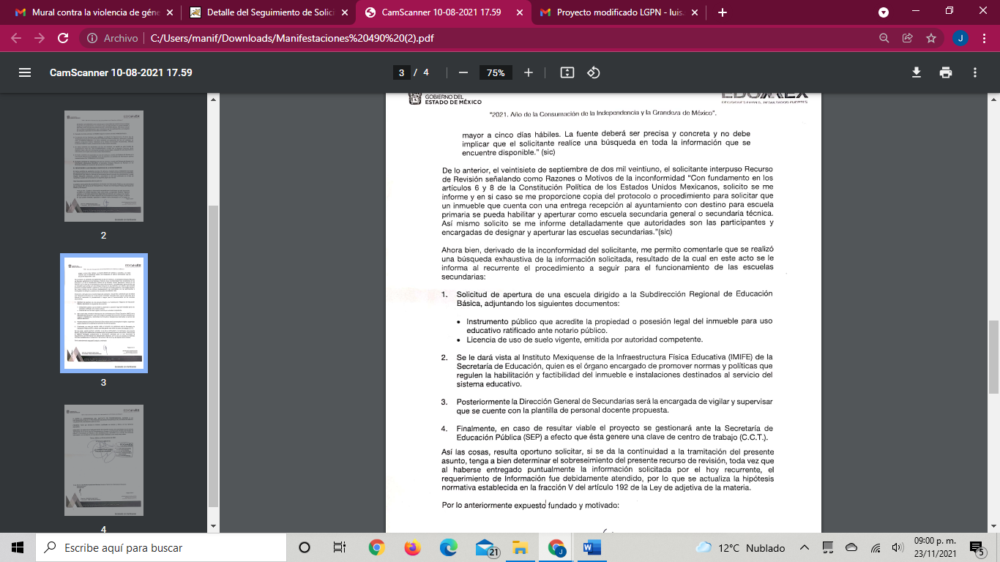 Mural contra la violencia de géne
Detalle del Seguimiento de Solici
CamScanner 10-08-2021 17.59
Proyecto modificado LGPN - luis.
Archivo
C:/Users/manif/Downloads/Manifestaciones%20490%20(2).pdf
J
CamScanner 10-08-2021 17.59
3 / 4
75%
2
3
4
GOBIERNO DEL
ESTADO DE MÉXICO
EDOMEX
DECISIONES FIRMES, RESULTADOS FUERTES
"2021. Año de la Consumación de la Independencia y la Grandeza de México".
mayor a cinco días hábiles. La fuente deberá ser precisa y concreta y no debe
implicar que el solicitante realice una búsqueda en toda la información que se
encuentre disponible." (sic)
De lo anterior, el veintisiete de septiembre de dos mil veintiuno, el solicitante interpuso Recurso
de Revisión señalando como Razones o Motivos de la inconformidad "Con fundamento en los
artículos 6 y 8 de la Constitución Política de los Estados Unidos Mexicanos, solicito se me
informe y en si caso se me proporcione copia del protocolo o procedimiento para solicitar que
un inmueble que cuenta con una entrega recepción al ayuntamiento con destino para escuela
primaria se pueda habilitar y aperturar como escuela secundaria general o secundaria técnica.
Así mismo solicito se me informe detalladamente que autoridades son las participantes y
encargadas de designar y aperturar las escuelas secundarias."(sic)
Ahora bien, derivado de la inconformidad del solicitante, me permito comentarle que se realizó
una búsqueda exhaustiva de la información solicitada, resultado de la cual en este acto se le
informa al recurrente el procedimiento a seguir para el funcionamiento de las escuelas
secundarias:
1. Solicitud de apertura de una escuela dirigido a la Subdirección Regional de Educación
Básica, adjuntando los siguientes documentos:
• Instrumento público que acredite la propiedad o posesión legal del inmueble para uso
educativo ratificado ante notario público.
• Licencia de uso de suelo vigente, emitida por autoridad competente.
2. Se le dará vista al Instituto Mexiquense de la Infraestructura Física Educativa (IMIFE) de la
Secretaría de Educación, quien es el órgano encargado de promover normas y políticas que
regulen la habilitación y factibilidad del inmueble e instalaciones destinados al servicio del
sistema educativo.
3. Posteriormente la Dirección General de Secundarias será la encargada de vigilar y supervisar
que se cuente con la plantilla de personal docente propuesta.
4. Finalmente, en caso de resultar viable el proyecto se gestionará ante la Secretaría de
Educación Pública (SEP) a efecto que ésta genere una clave de centro de trabajo (C.C.T.).
Así las cosas, resulta oportuno solicitar, si se da la continuidad a la tramitación del presente
asunto, tenga a bien determinar el sobreseimiento del presente recurso de revisión, toda vez que
al haberse entregado puntualmente la información solicitada por el hoy recurrente, el
requerimiento de Información fue debidamente atendido, por lo que se actualiza la hipótesis
normativa establecida en la fracción V del artículo 192 de la Ley de adjetiva de la materia.
Por lo anteriormente expuesto fundado y motivado:
Escribe aquí para buscar
21
J
12°C Nublado
09:00 p. m.
23/11/2021
5